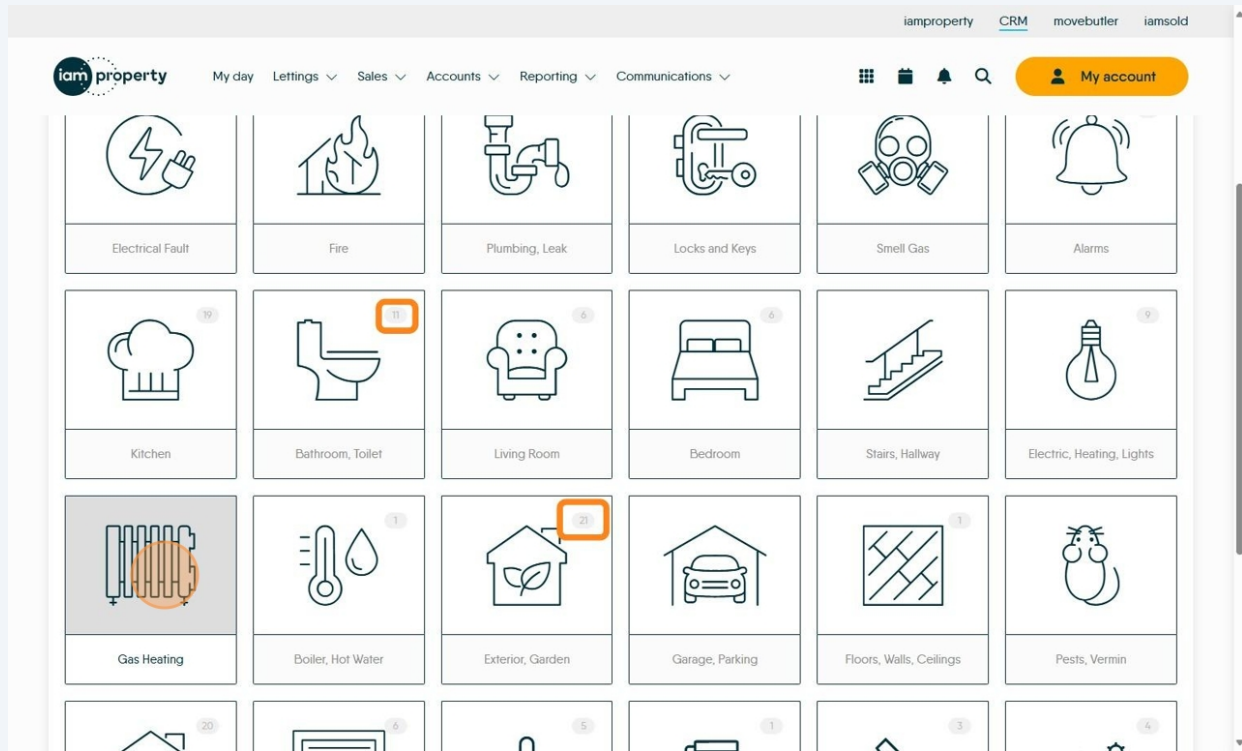 iamproperty CRM movebutler iamsold
iam property My day Lettings Sales Accounts Reporting Communications My account
Electrical Fault Fire Plumbing, Leak Locks and Keys Smell Gas Alarms
19 11 6 6 9
Kitchen Bathroom, Toilet Living Room Bedroom Stairs, Hallway Electric, Heating, Lights
1 21 1
Gas Heating Boiler, Hot Water Exterior, Garden Garage, Parking Floors, Walls, Ceilings Pests, Vermin
20 6 5 1 3 4